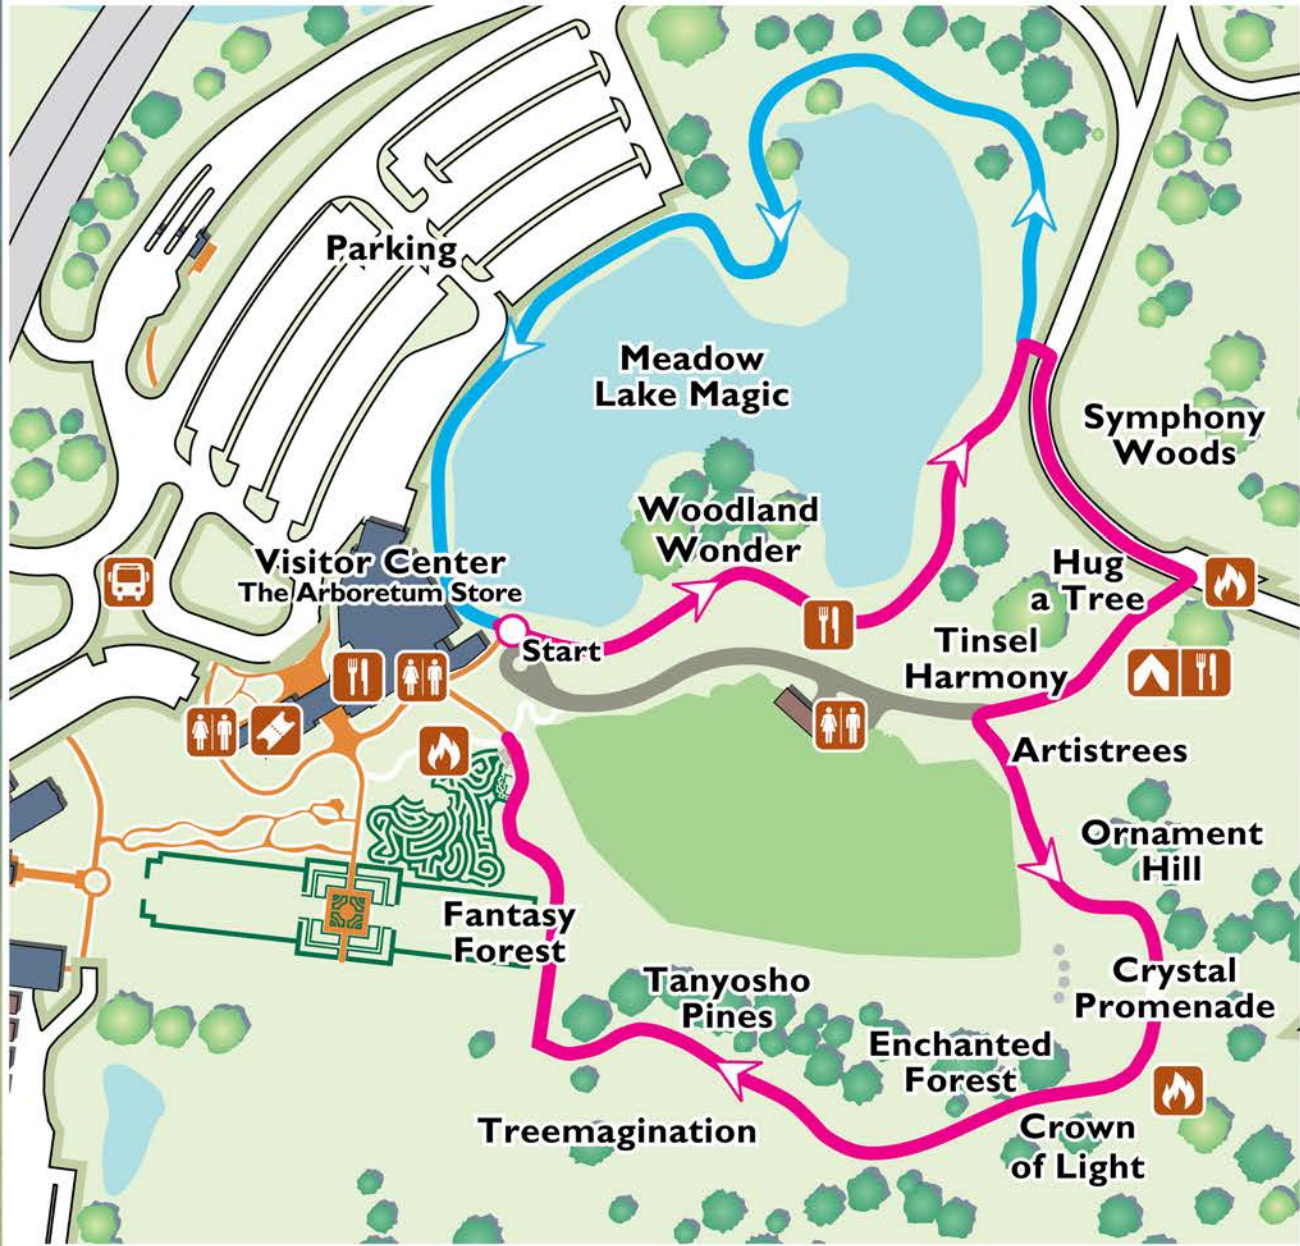 Parking
Meadow
Lake Magic
Symphony
Woods
Woodland
Wonder
Visitor Center
The Arboretum Store
Hug
a Tree
Start
Tinsel
Harmony
Artistrees
Ornament
Hill
Fantasy
Forest
Crystal
Promenade
Tanyosho
Pines
Enchanted
Forest
Treemagination
Crown
of Light